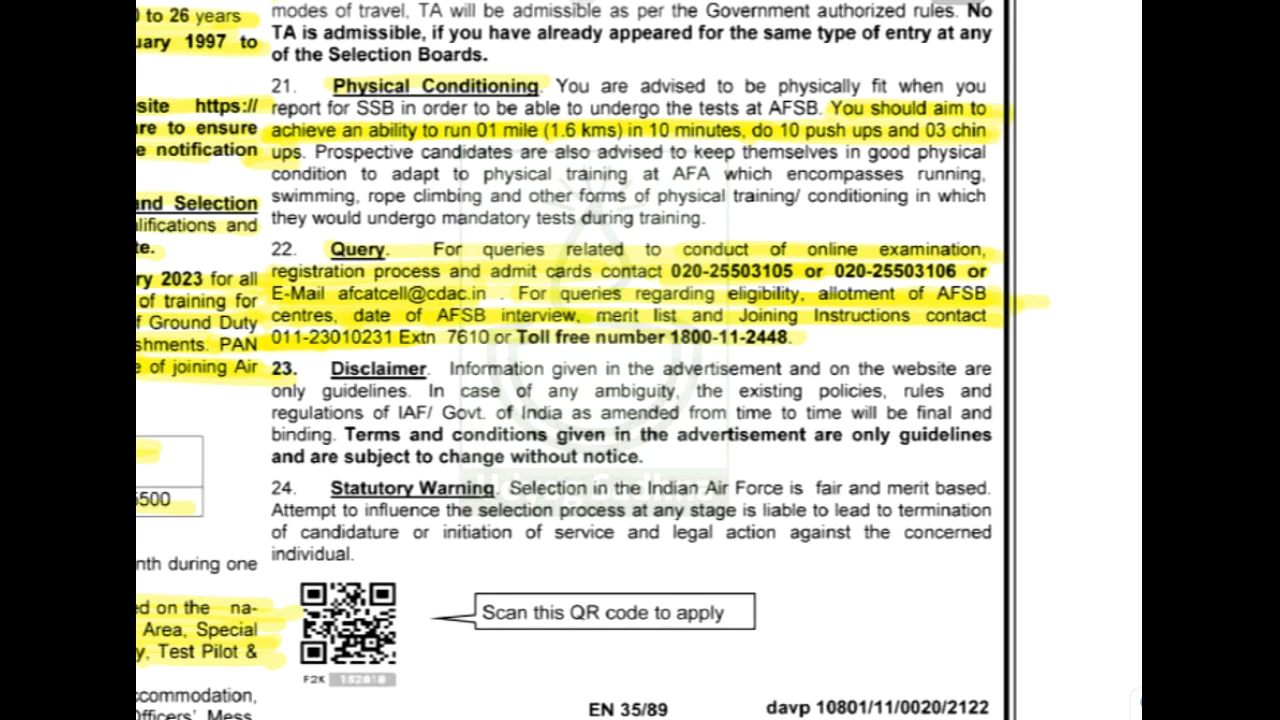 0 to 26 years
uary 1997 to
site https://
are to ensure
e notification
and Selection
lifications and
te.
ry 2023 for all
of training for
f Ground Duty
shments. PAN
e of joining Air
5500
nth during one
ed on the na-
Area, Special
y, Test Pilot &
ccommodation,
Officers' Mess,
modes of travel, TA will be admissible as per the Government authorized rules. No
TA is admissible, if you have already appeared for the same type of entry at any
of the Selection Boards.
21. Physical Conditioning. You are advised to be physically fit when you
report for SSB in order to be able to undergo the tests at AFSB. You should aim to
achieve an ability to run 01 mile (1.6 kms) in 10 minutes, do 10 push ups and 03 chin
ups. Prospective candidates are also advised to keep themselves in good physical
condition to adapt to physical training at AFA which encompasses running,
swimming, rope climbing and other forms of physical training/ conditioning in which
they would undergo mandatory tests during training.
22. Query. For queries related to conduct of online examination,
registration process and admit cards contact 020-25503105 or 020-25503106 or
E-Mail afcatcell@cdac.in . For queries regarding eligibility, allotment of AFSB
centres, date of AFSB interview, merit list and Joining Instructions contact
011-23010231 Extn 7610 or Toll free number 1800-11-2448.
23. Disclaimer. Information given in the advertisement and on the website are
only guidelines. In case of any ambiguity, the existing policies, rules and
regulations of IAF/ Govt. of India as amended from time to time will be final and
binding. Terms and conditions given in the advertisement are only guidelines
and are subject to change without notice.
24. Statutory Warning. Selection in the Indian Air Force is fair and merit based.
Attempt to influence the selection process at any stage is liable to lead to termination
of candidature or initiation of service and legal action against the concerned
individual.
Scan this QR code to apply
F2K 152818
EN 35/89
davp 10801/11/0020/2122